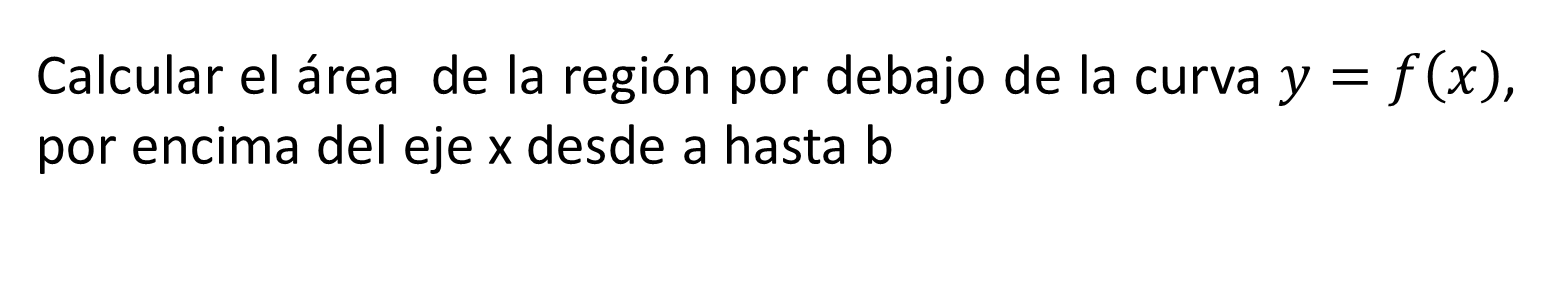 Calcular el área de la región por debajo de la curva y = f(x),
por encima del eje x desde a hasta b